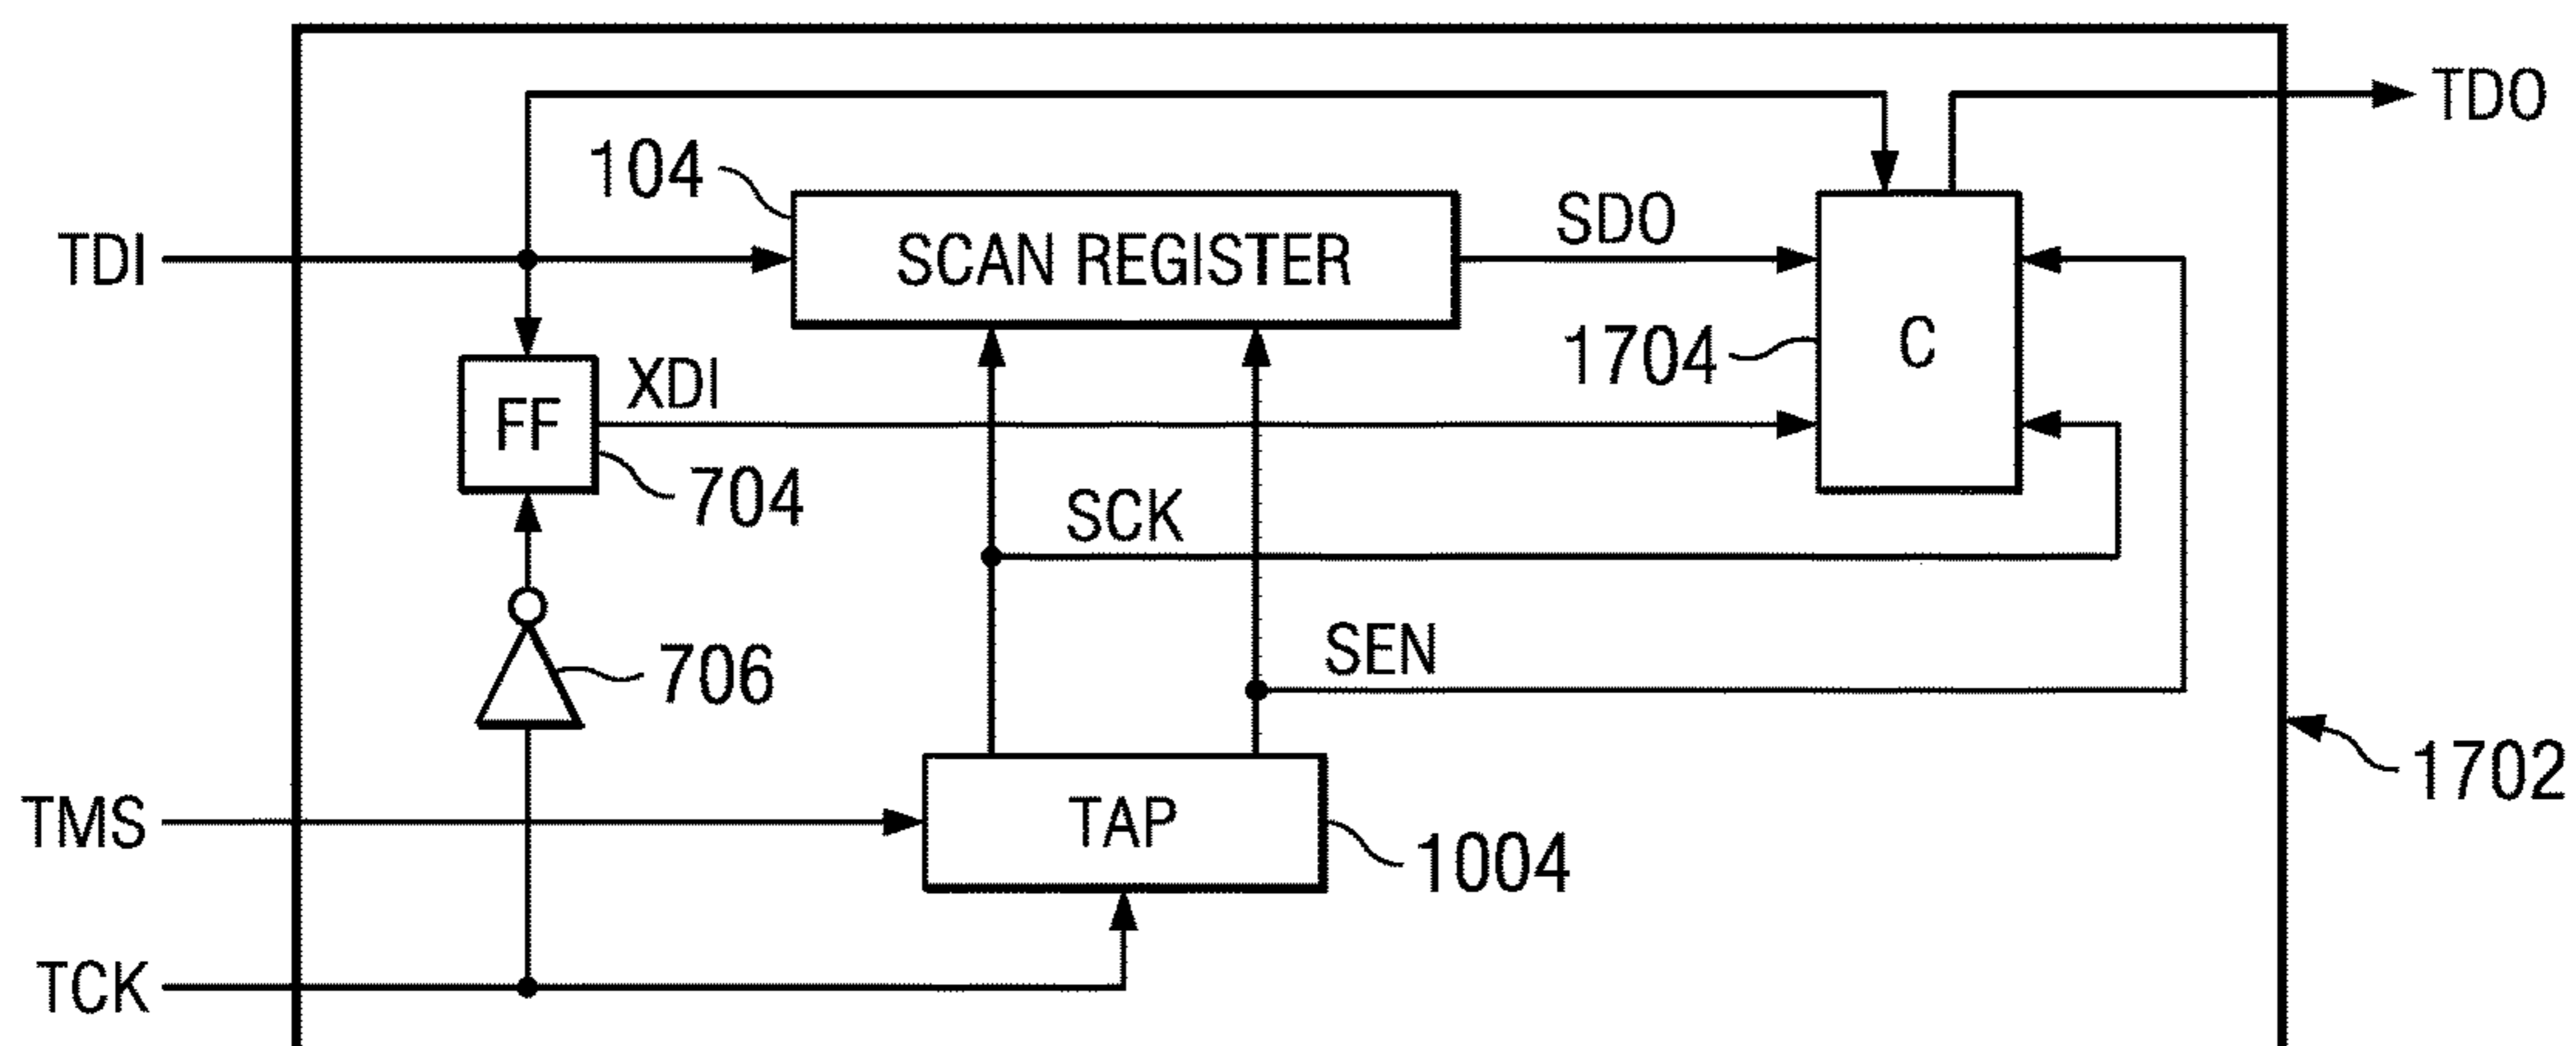 TDO
104
TDI
SCAN REGISTER
SDO
C
1704
XDI
FF
704
SCK
SEN
706
1702
TMS
TAP
1004
TCK